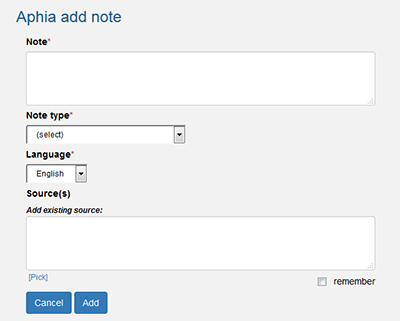 Aphia add note
Note*
Note type*
(select)
Language*
English
Source(s)
Add existing source:
[Pick]
remember
Cancel Add